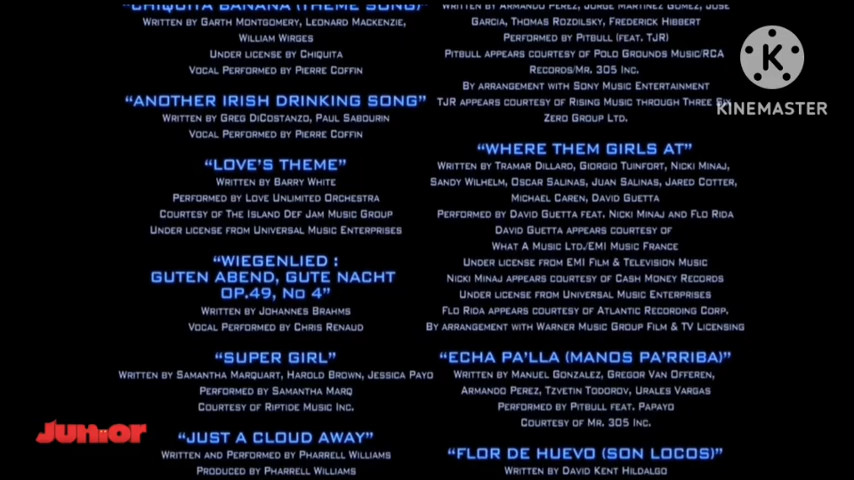 "CHIQUITA BANANA (THEME SONG)"
WRITTEN BY GARTH MONTGOMERY, LEONARD MACKENZIE,
WILLIAM WIRGES
UNDER LICENSE BY CHIQUITA
VOCAL PERFORMED BY PIERRE COFFIN
"ANOTHER IRISH DRINKING SONG"
WRITTEN BY GREG DICOSTANZO, PAUL SABOURIN
VOCAL PERFORMED BY PIERRE COFFIN
"LOVE'S THEME"
WRITTEN BY BARRY WHITE
PERFORMED BY LOVE UNLIMITED ORCHESTRA
COURTESY OF THE ISLAND DEF JAM MUSIC GROUP
UNDER LICENSE FROM UNIVERSAL MUSIC ENTERPRISES
"WIEGENLIED :
GUTEN ABEND, GUTE NACHT
OP.49, NO 4"
WRITTEN BY JOHANNES BRAHMS
VOCAL PERFORMED BY CHRIS RENAUD
"SUPER GIRL"
WRITTEN BY SAMANTHA MARQUART, HAROLD BROWN, JESSICA PAYO
PERFORMED BY SAMANTHA MARQ
COURTESY OF RIPTIDE MUSIC INC.
"JUST A CLOUD AWAY"
WRITTEN AND PERFORMED BY PHARRELL WILLIAMS
PRODUCED BY PHARRELL WILLIAMS
WRITTEN BY ARMANDO PEREZ, JORGE MARTINEZ GOMEZ, JOSE
GARCIA, THOMAS ROZDILSKY, FREDERICK HIBBERT
PERFORMED BY PITBULL (FEAT. TJR)
PITBULL APPEARS COURTESY OF POLO GROUNDS MUSIC/RCA
RECORDS/MR. 305 INC.
BY ARRANGEMENT WITH SONY MUSIC ENTERTAINMENT
TJR APPEARS COURTESY OF RISING MUSIC THROUGH THREE SIX
ZERO GROUP LTD.
"WHERE THEM GIRLS AT"
WRITTEN BY TRAMAR DILLARD, GIORGIO TUINFORT, NICKI MINAJ,
SANDY WILHELM, OSCAR SALINAS, JUAN SALINAS, JARED COTTER,
MICHAEL CAREN, DAVID GUETTA
PERFORMED BY DAVID GUETTA FEAT. NICKI MINAJ AND FLO RIDA
DAVID GUETTA APPEARS COURTESY OF
WHAT A MUSIC LTD./EMI MUSIC FRANCE
UNDER LICENSE FROM EMI FILM & TELEVISION MUSIC
NICKI MINAJ APPEARS COURTESY OF CASH MONEY RECORDS
UNDER LICENSE FROM UNIVERSAL MUSIC ENTERPRISES
FLO RIDA APPEARS COURTESY OF ATLANTIC RECORDING CORP.
BY ARRANGEMENT WITH WARNER MUSIC GROUP FILM & TV LICENSING
"ECHA PA'LLA (MANOS PA'RRIBA)"
WRITTEN BY MANUEL GONZALEZ, GREGOR VAN OFFEREN,
ARMANDO PEREZ, TZVETIN TODOROV, URALES VARGAS
PERFORMED BY PITBULL FEAT. PAPAYO
COURTESY OF MR. 305 INC.
"FLOR DE HUEVO (SON LOCOS)"
WRITTEN BY DAVID KENT HILDALGO
K
KINEMASTER
Junior